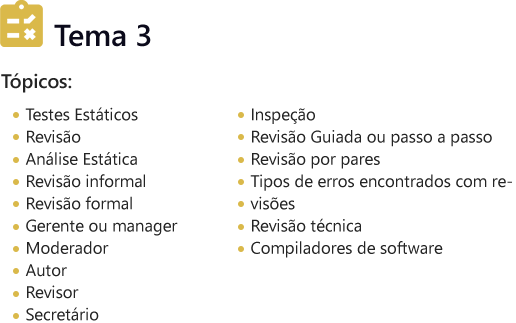 Tema 3
Tópicos:
Testes Estáticos
Revisão
Análise Estática
Revisão informal
Revisão formal
Gerente ou manager
Moderador
Autor
Revisor
Secretário
Inspeção
Revisão Guiada ou passo a passo
Revisão por pares
Tipos de erros encontrados com re-
visões
Revisão técnica
Compiladores de software